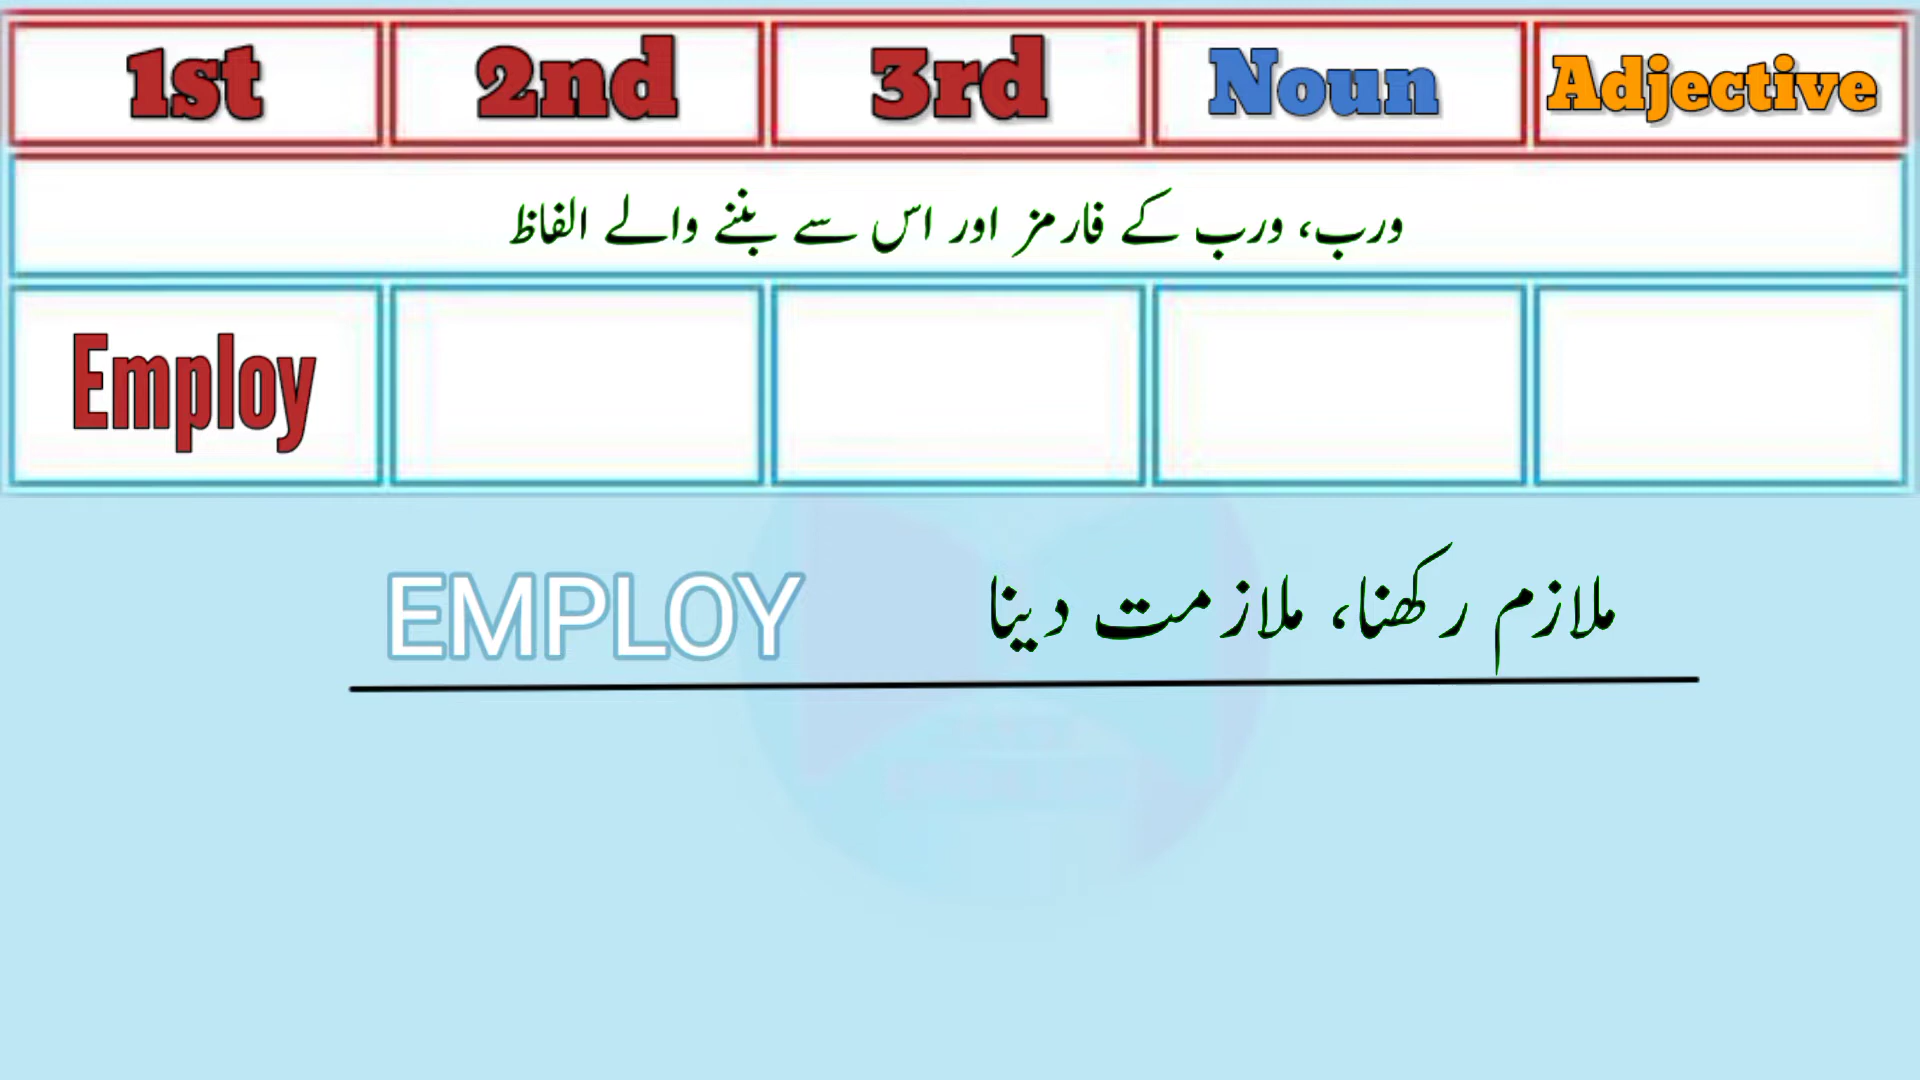 1st 2nd 3rd Noun Adjective
ورب، ورب کے فارمز اور اس سے بننے والے الفاظ
Employ
EMPLOY ملازم رکھنا، ملازمت دینا